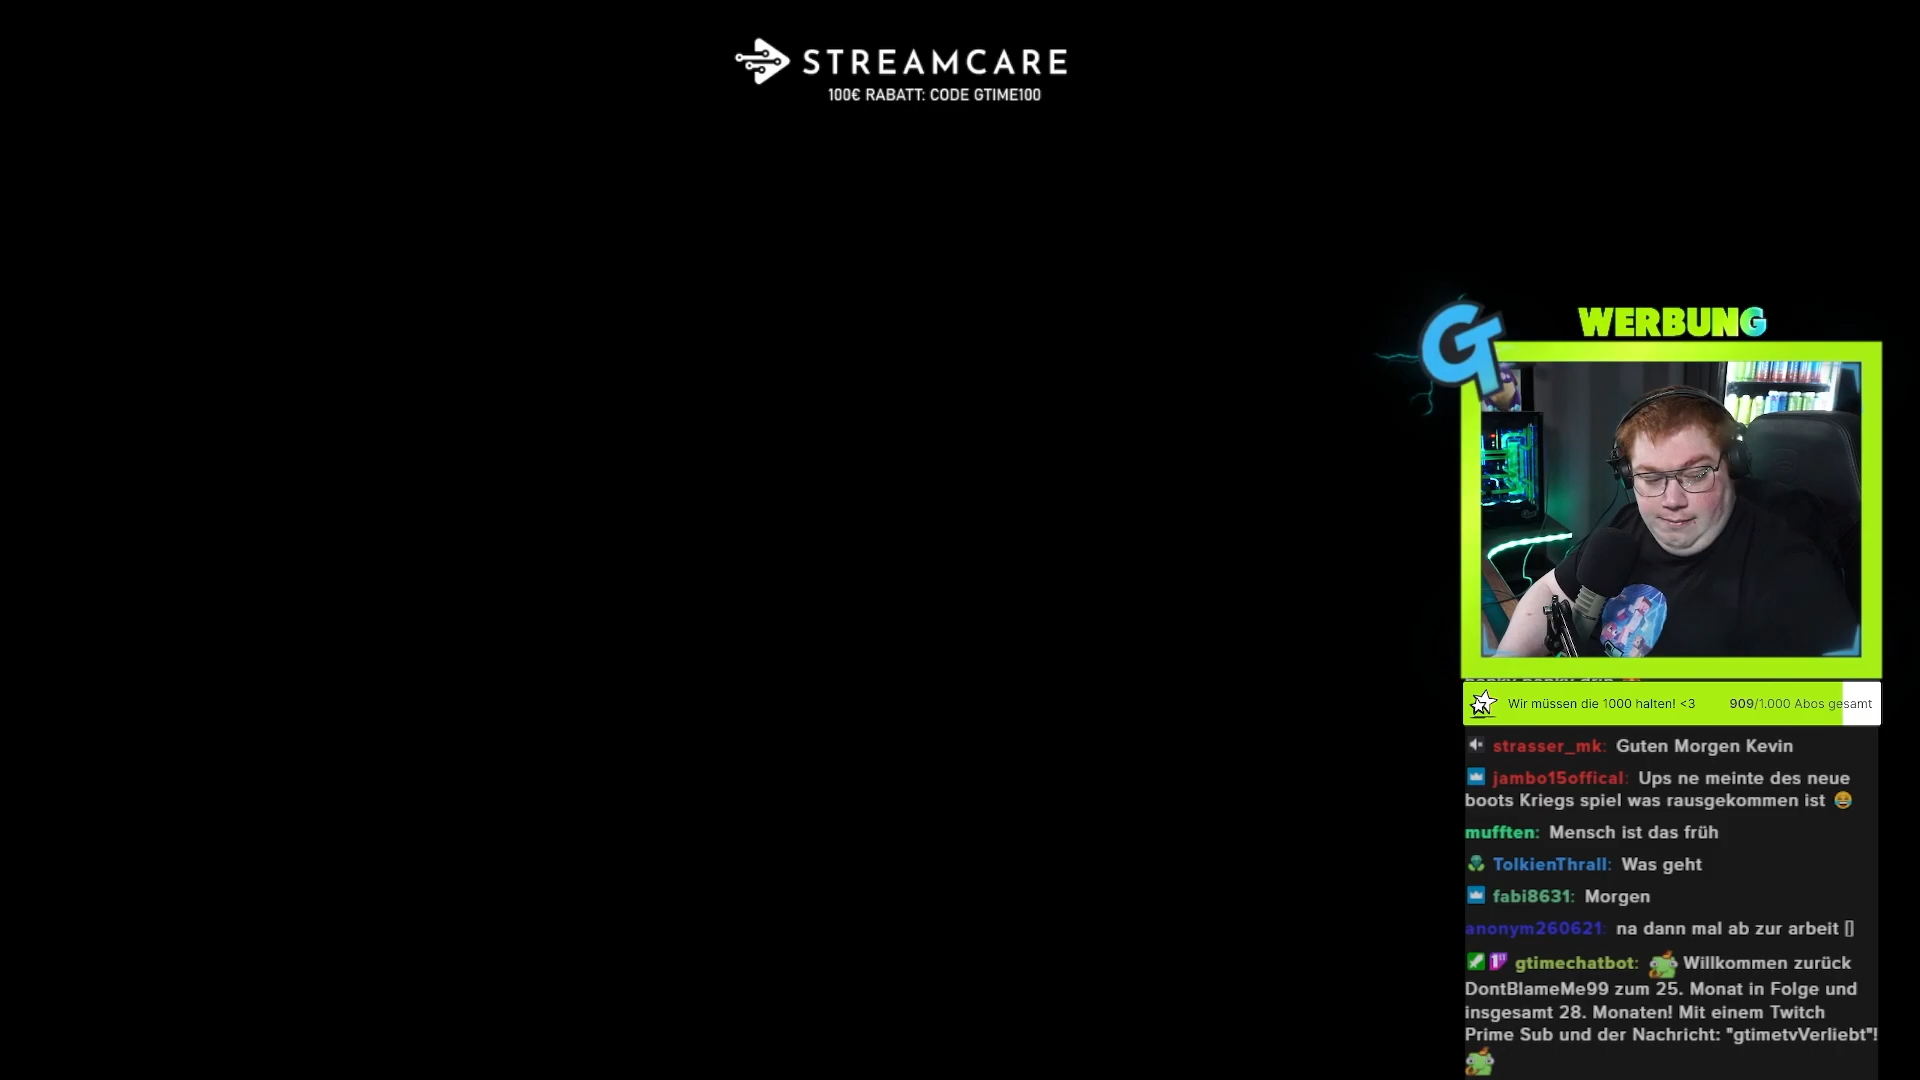 STREAMCARE
100€ RABATT: CODE GTIME100
WERBUNG
Wir müssen die 1000 halten! <3 909/1.000 Abos gesamt
strasser_mk: Guten Morgen Kevin
jambo15offical: Ups ne meinte des neue
boots Kriegs spiel was rausgekommen ist 😂
mufften: Mensch ist das früh
TolkienThrall: Was geht
fabi8631: Morgen
anonym260621: na dann mal ab zur arbeit []
gtimechatbot: Willkommen zurück
DontBlameMe99 zum 25. Monat in Folge und
insgesamt 28. Monaten! Mit einem Twitch
Prime Sub und der Nachricht: "gtimetvVerliebt"!